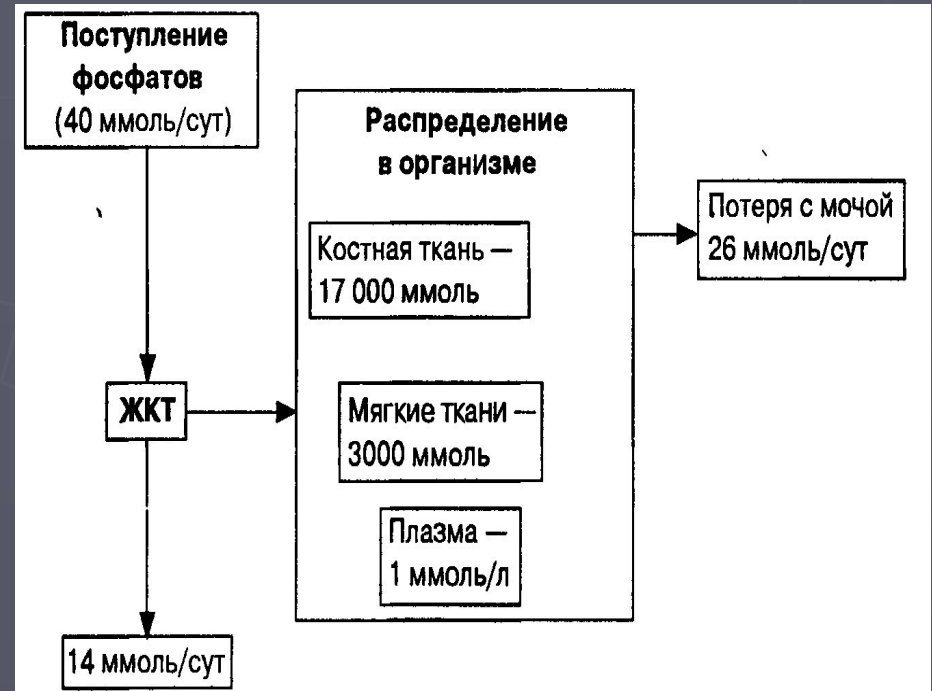 Поступление
фосфатов
(40 ммоль/сут)
Распределение
в организме
Костная ткань —
17 000 ммоль
Мягкие ткани —
3000 ммоль
Плазма —
1 ммоль/л
Потеря с мочой
26 ммоль/сут
ЖКТ
14 ммоль/сут